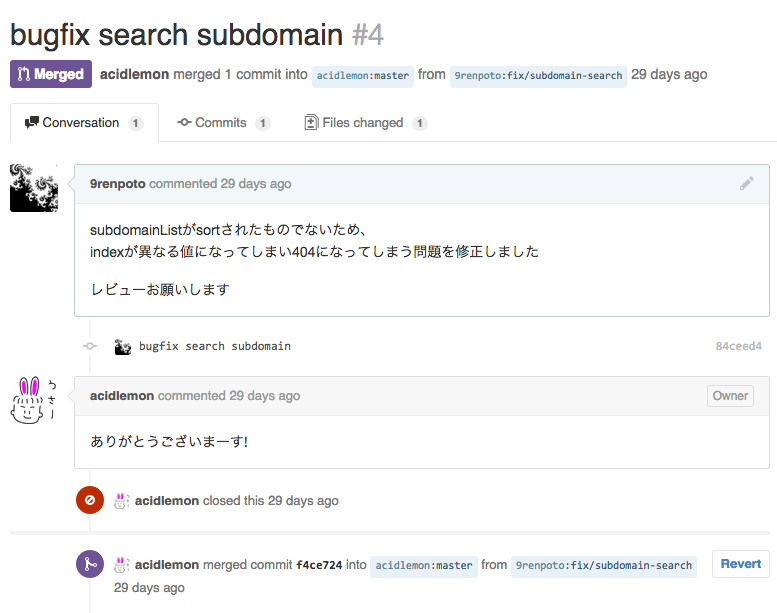 bugfix search subdomain #4
Merged acidlemon merged 1 commit into acidlemon:master from 9renpoto:fix/subdomain-search 29 days ago
Conversation 1 Commits 1 Files changed 1
9renpoto commented 29 days ago
subdomainListがsortされたものでないため、
indexが異なる値になってしまい404になってしまう問題を修正しました
レビューお願いします
bugfix search subdomain 84ceed4
うさー
acidlemon commented 29 days ago Owner
ありがとうございまーす!
acidlemon closed this 29 days ago
acidlemon merged commit f4ce724 into acidlemon:master from 9renpoto:fix/subdomain-search Revert
29 days ago